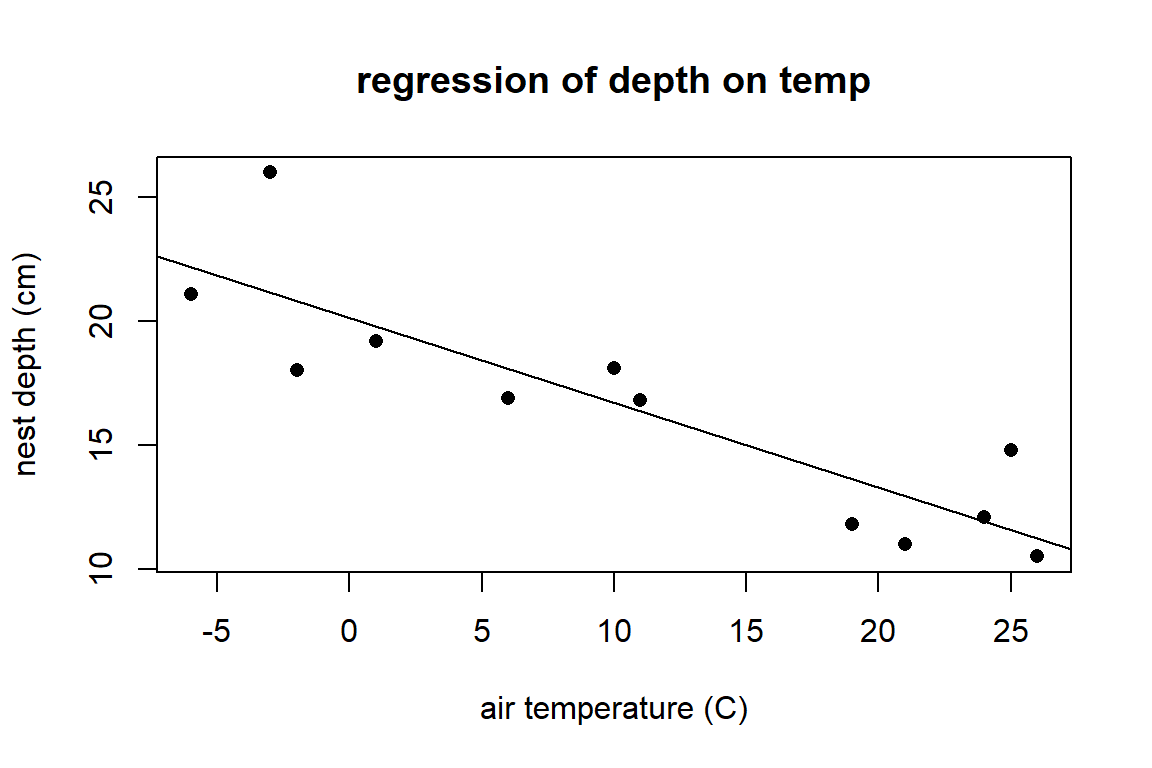 regression of depth on temp
nest depth (cm)
25
20
15
10
-5 0 5 10 15 20 25
air temperature (C)